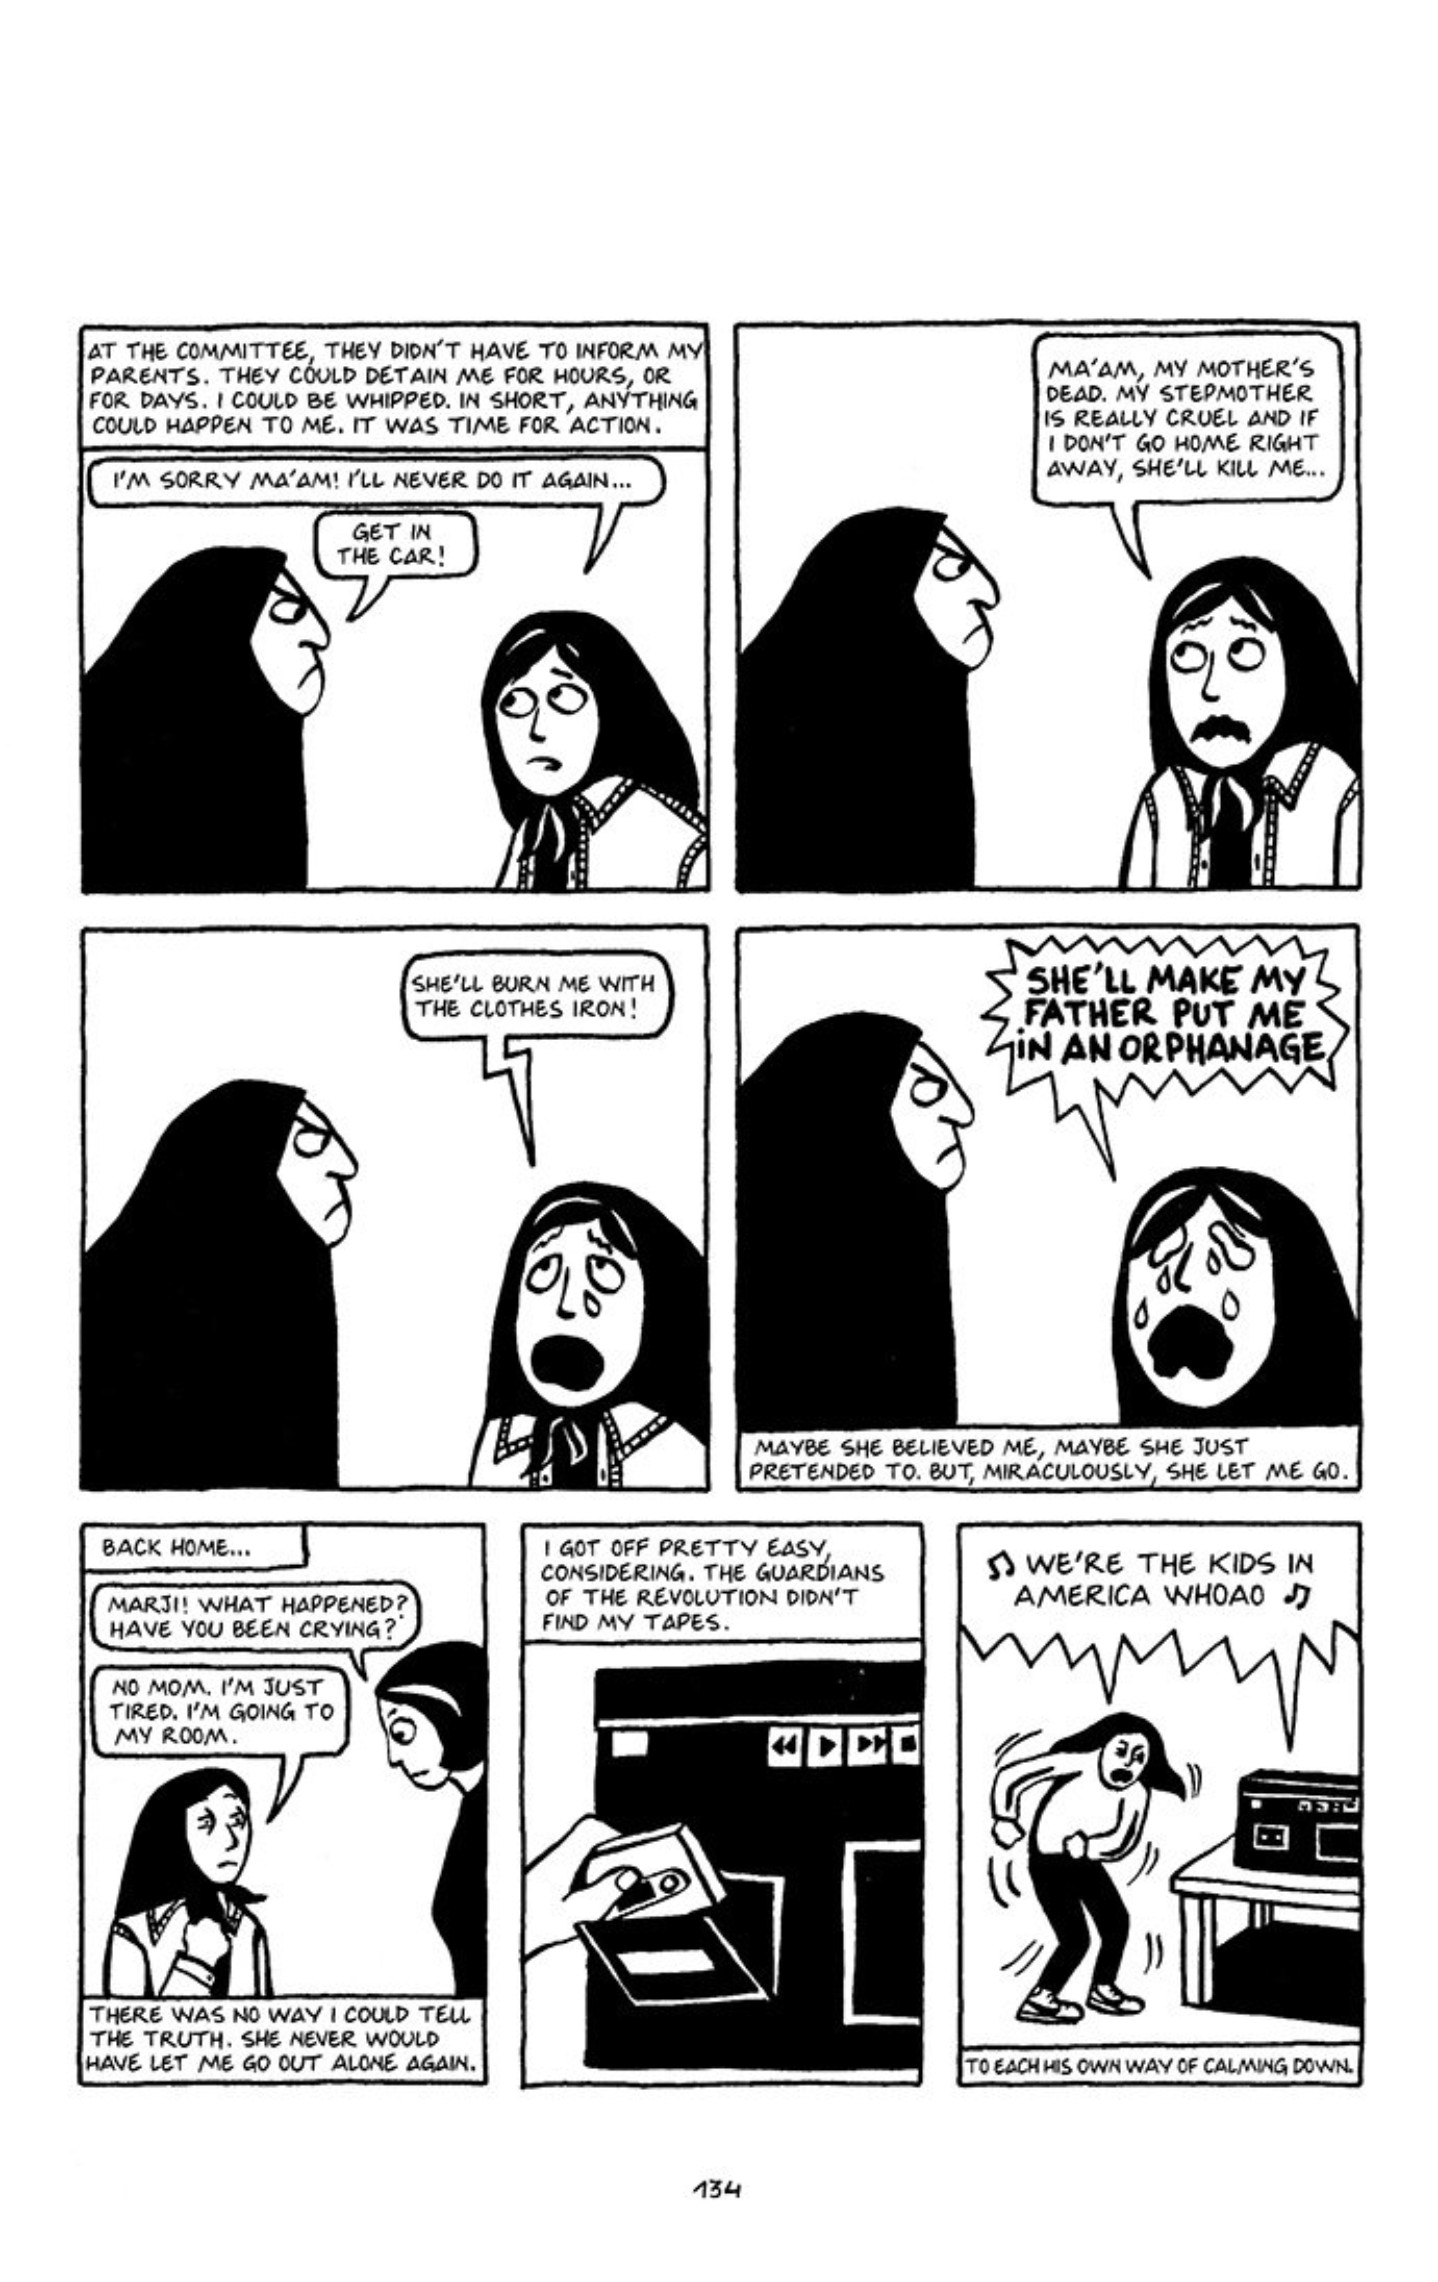 AT THE COMMITTEE, THEY DIDN'T HAVE TO INFORM MY
PARENTS. THEY COULD DETAIN ME FOR HOURS, OR
FOR DAYS. I COULD BE WHIPPED. IN SHORT, ANYTHING
COULD HAPPEN TO ME. IT WAS TIME FOR ACTION.
I'M SORRY MA'AM! I'LL NEVER DO IT AGAIN...
GET IN
THE CAR!
MA'AM, MY MOTHER'S
DEAD. MY STEPMOTHER
IS REALLY CRUEL AND IF
I DON'T GO HOME RIGHT
AWAY, SHE'LL KILL ME...
SHE'LL BURN ME WITH
THE CLOTHES IRON!
SHE'LL MAKE MY
FATHER PUT ME
IN AN ORPHANAGE
MAYBE SHE BELIEVED ME, MAYBE SHE JUST
PRETENDED TO. BUT, MIRACULOUSLY, SHE LET ME GO.
BACK HOME...
MARJI! WHAT HAPPENED?
HAVE YOU BEEN CRYING?
NO MOM. I'M JUST
TIRED. I'M GOING TO
MY ROOM.
THERE WAS NO WAY I COULD TELL
THE TRUTH. SHE NEVER WOULD
HAVE LET ME GO OUT ALONE AGAIN.
I GOT OFF PRETTY EASY,
CONSIDERING. THE GUARDIANS
OF THE REVOLUTION DIDN'T
FIND MY TAPES.
♫ WE'RE THE KIDS IN
AMERICA WHOAO ♫
TO EACH HIS OWN WAY OF CALMING DOWN.
134